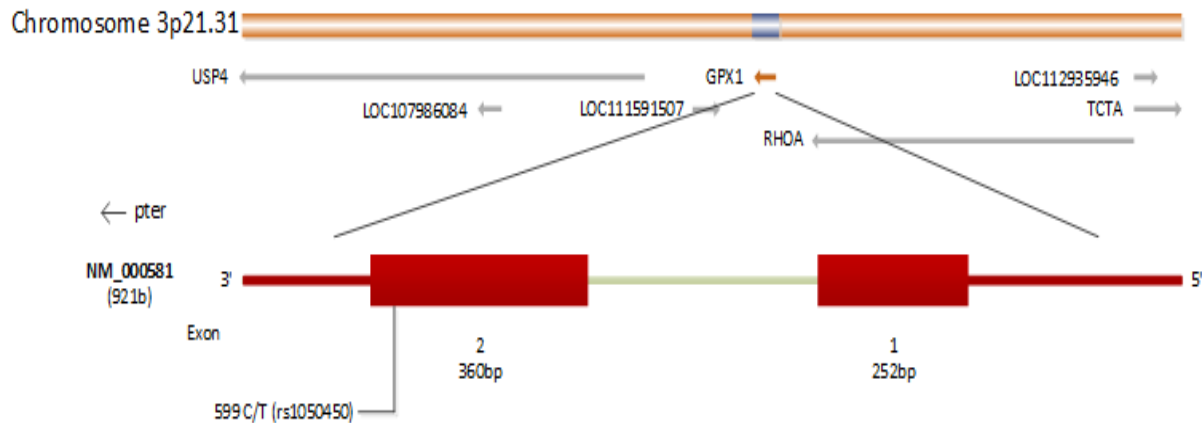 Chromosome 3p21.31
USP4
GPX1
LOC112935946
LOC107986084
LOC111591507
TCTA
RHOA
← pter
NM_000581
(921b)
3'
5'
Exon
2
360bp
1
252bp
599 C/T (rs1050450)